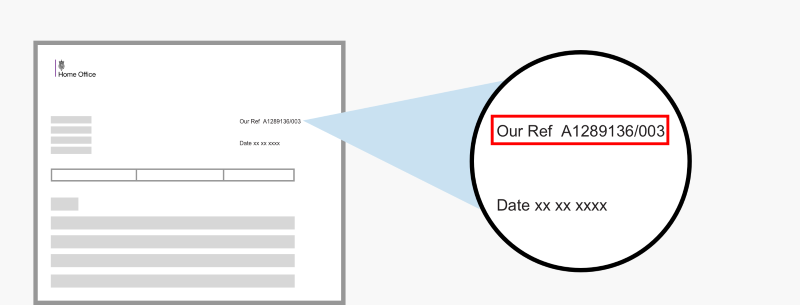 Home Office
Our Ref A1289136/003
Date xx xx xxxx
Our Ref A1289136/003
Date xx xx xxxx